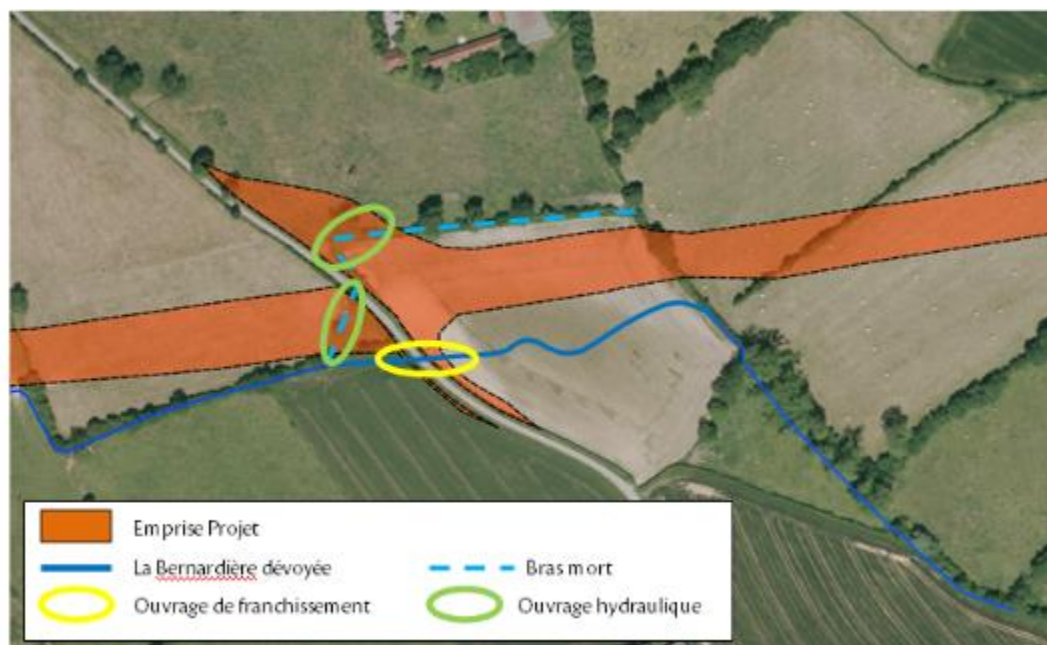 Emprise Projet
La Bernardière dévoyée
Bras mort
Ouvrage de franchissement
Ouvrage hydraulique